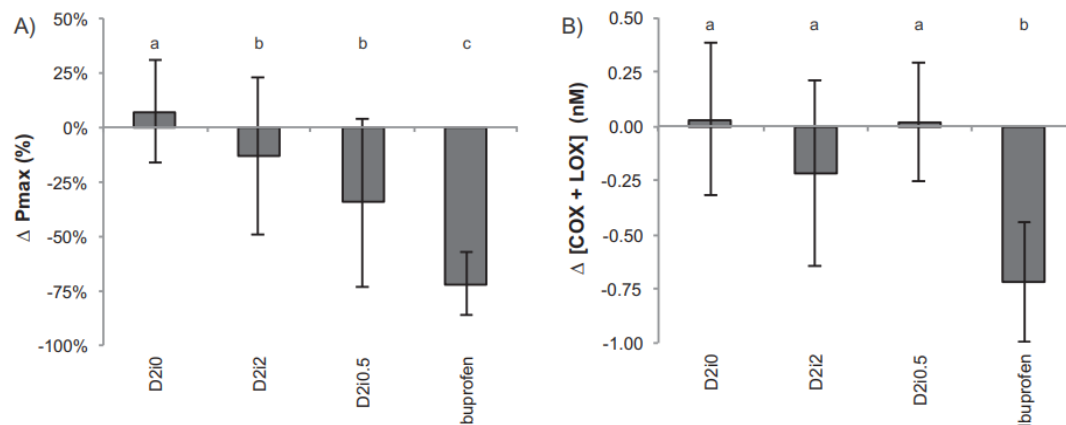 A)
50%
a
b
b
c
25%
0%
-25%
-50%
-75%
-100%
Δ Pmax (%)
D2i0
D2i2
D2i0.5
buprofen
B)
0.50
a
a
a
b
0.25
0.00
-0.25
-0.50
-0.75
-1.00
Δ [COX + LOX] (nM)
D2i0
D2i2
D2i0.5
Ibuprofen